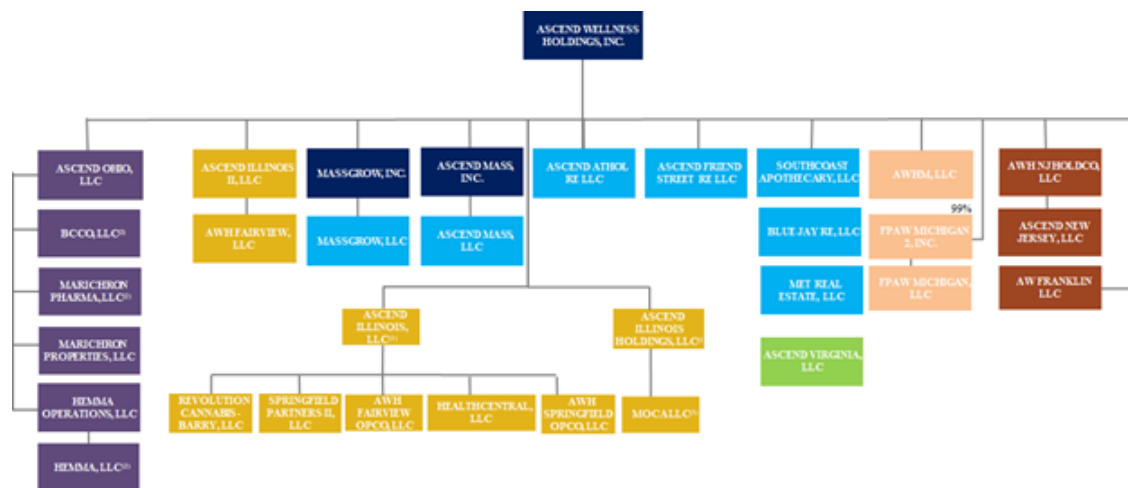 ASCEND WELLNESS
HOLDINGS, INC.
ASCEND OHIO,
LLC
ASCEND ILLINOIS
II, LLC
MASSGROW, INC.
ASCEND MASS,
INC.
ASCEND ATHOL
RE LLC
ASCEND FRIEND
STREET RE LLC
SOUTHCOAST
APOTHECARY, LLC
AWHM, LLC
AWH NJ HOLDCO,
LLC
99%
BCCO, LLC
AWH FAIRVIEW,
LLC
MASSGROW, LLC
ASCEND MASS,
LLC
BLUE JAY RE, LLC
FPAW MICHIGAN
2, INC.
ASCEND NEW
JERSEY, LLC
MARICHRON
PHARMA, LLC
MET REAL
ESTATE, LLC
FPAW MICHIGAN,
LLC
AW FRANKLIN
LLC
ASCEND
ILLINOIS,
LLC
ASCEND
ILLINOIS
HOLDINGS, LLC
MARICHRON
PROPERTIES, LLC
ASCEND VIRGINIA,
LLC
HEMMA
OPERATIONS, LLC
REVOLUTION
CANNABIS-
BARRY, LLC
SPRINGFIELD
PARTNERS II,
LLC
AWH
FAIRVIEW
OPCO, LLC
HEALTHCENTRAL,
LLC
AWH
SPRINGFIELD
OPCO, LLC
MOCA LLC
HEMMA, LLC